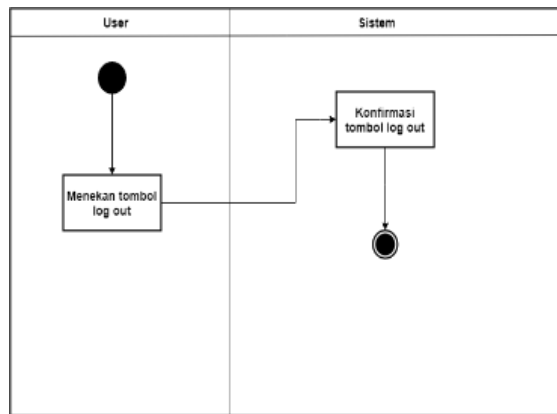 User
Sistem
Konfirmasi
tombol log out
Menekan tombol
log out